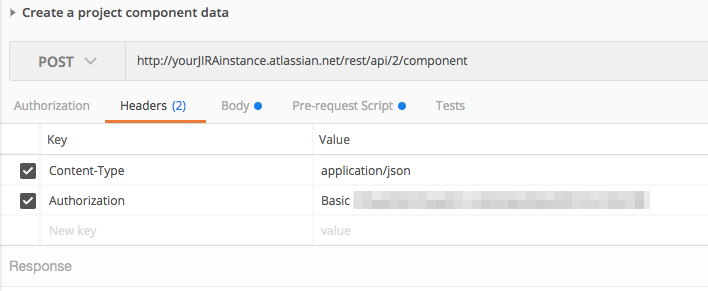 Create a project component data
POST http://yourJIRAinstance.atlassian.net/rest/api/2/component
Authorization Headers (2) Body Pre-request Script Tests
Key Value
Content-Type application/json
Authorization Basic
New key value
Response